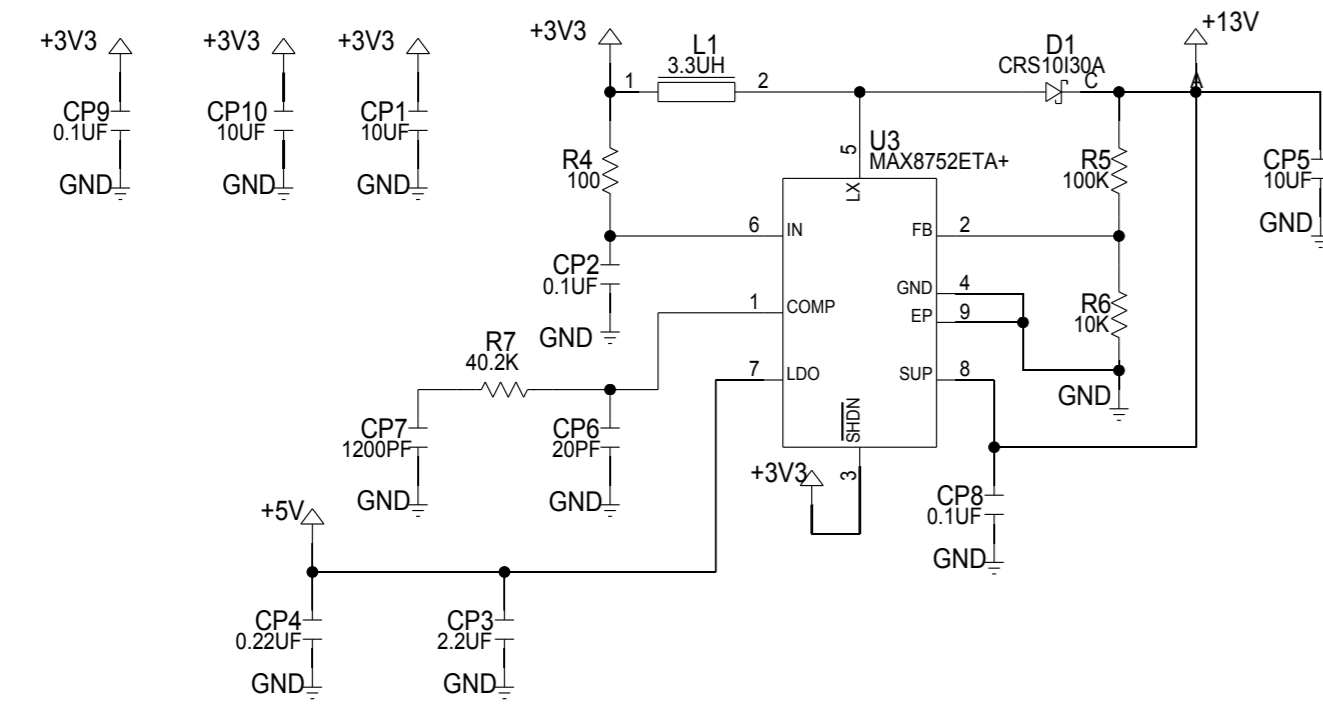 +3V3
CP9
0.1UF
GND
+3V3
CP10
10UF
GND
+3V3
CP1
10UF
GND
+3V3
1
L1
3.3UH
2
D1
CRS10I30A
C
A
+13V
R4
100
5
U3
MAX8752ETA+
LX
R5
100K
CP5
10UF
GND
6
IN
FB
2
CP2
0.1UF
GND
1
COMP
GND
4
EP
9
R6
10K
GND
R7
40.2K
7
LDO
SUP
8
CP7
1200PF
GND
CP6
20PF
GND
SHDN
3
+3V3
CP8
0.1UF
GND
+5V
CP4
0.22UF
GND
CP3
2.2UF
GND